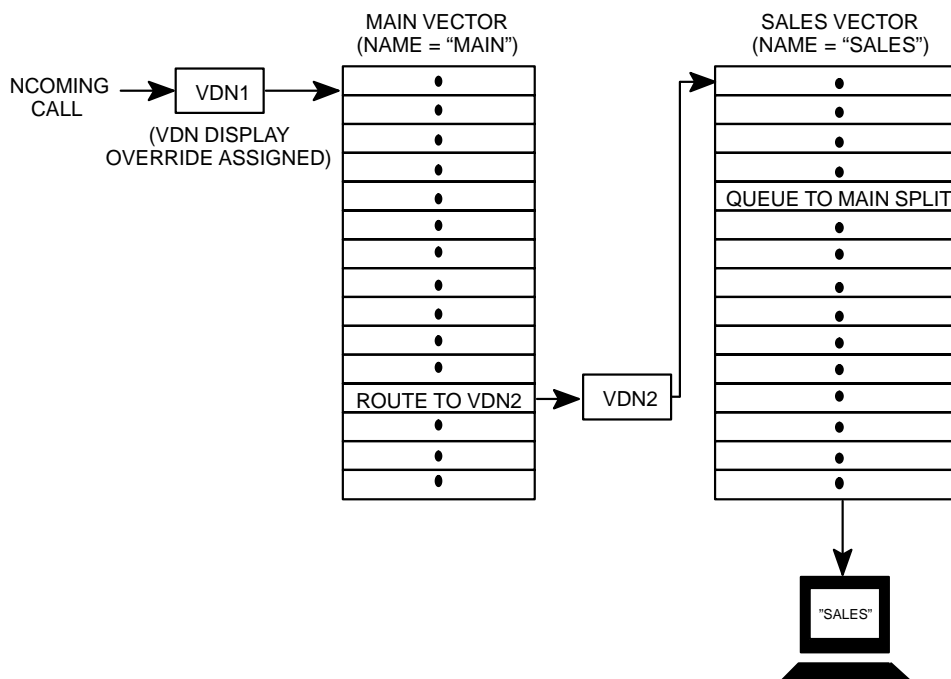 MAIN VECTOR
(NAME = “MAIN”)
SALES VECTOR
(NAME = “SALES”)
NCOMING
CALL
VDN1
(VDN DISPLAY
OVERRIDE ASSIGNED)
QUEUE TO MAIN SPLIT
ROUTE TO VDN2
VDN2
”SALES”